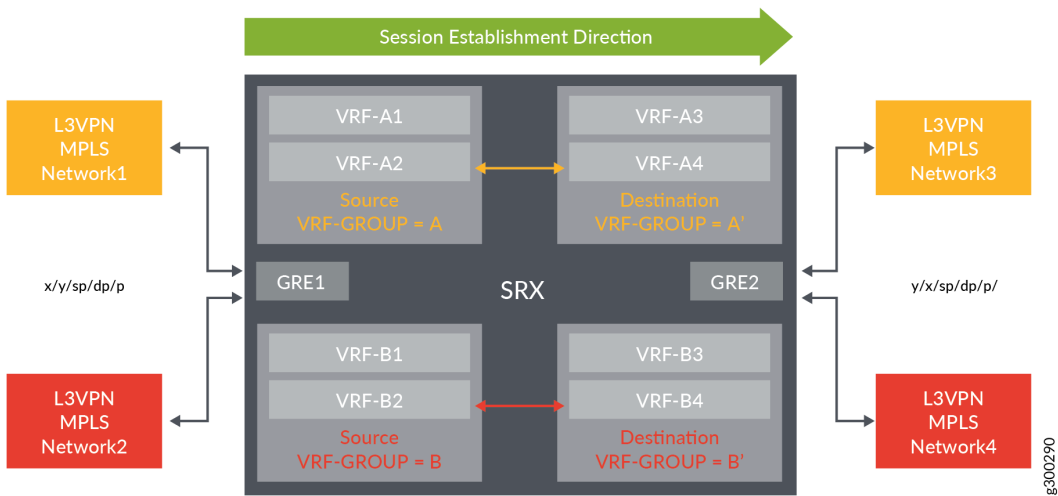 Session Establishment Direction
L3VPN
MPLS
Network1
VRF-A1
VRF-A2
Source
VRF-GROUP = A
VRF-A3
VRF-A4
Destination
VRF-GROUP = A’
L3VPN
MPLS
Network3
x/y/sp/dp/p
GRE1
SRX
GRE2
y/x/sp/dp/p/
L3VPN
MPLS
Network2
VRF-B1
VRF-B2
Source
VRF-GROUP = B
VRF-B3
VRF-B4
Destination
VRF-GROUP = B’
L3VPN
MPLS
Network4
g300290